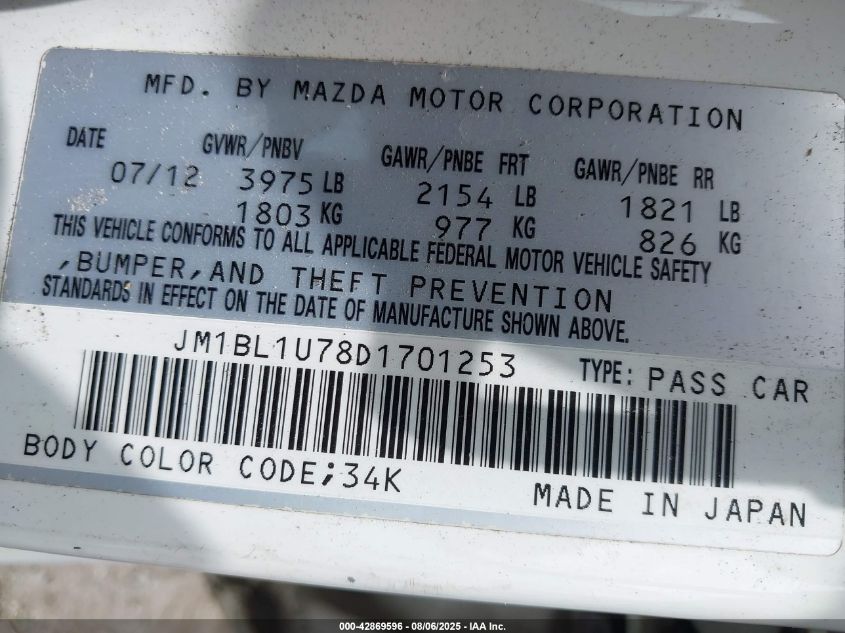 MFD. BY MAZDA MOTOR CORPORATION
DATE GVWR/PNBV GAWR/PNBE FRT GAWR/PNBE RR
07/12 3975 LB 2154 LB 1821 LB
1803 KG 977 KG 826 KG
THIS VEHICLE CONFORMS TO ALL APPLICABLE FEDERAL MOTOR VEHICLE SAFETY
,BUMPER,AND THEFT PREVENTION
STANDARDS IN EFFECT ON THE DATE OF MANUFACTURE SHOWN ABOVE.
JM1BL1U78D1701253 TYPE: PASS CAR
BODY COLOR CODE;34K
MADE IN JAPAN
000-42869596 - 08/06/2025 - IAA Inc.